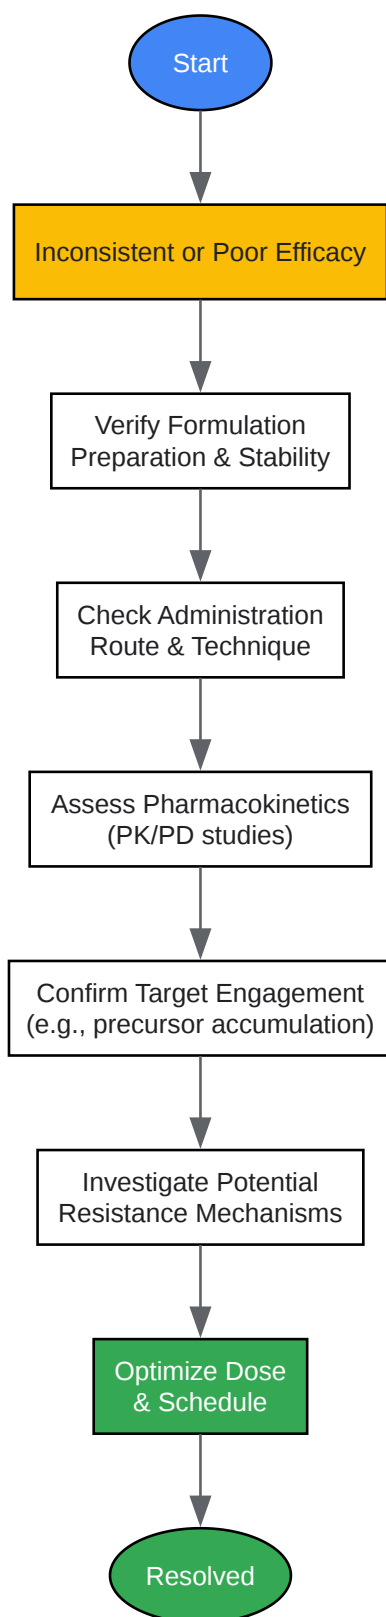 Start
Inconsistent or Poor Efficacy
Verify Formulation
Preparation & Stability
Check Administration
Route & Technique
Assess Pharmacokinetics
(PK/PD studies)
Confirm Target Engagement
(e.g., precursor accumulation)
Investigate Potential
Resistance Mechanisms
Optimize Dose
& Schedule
Resolved